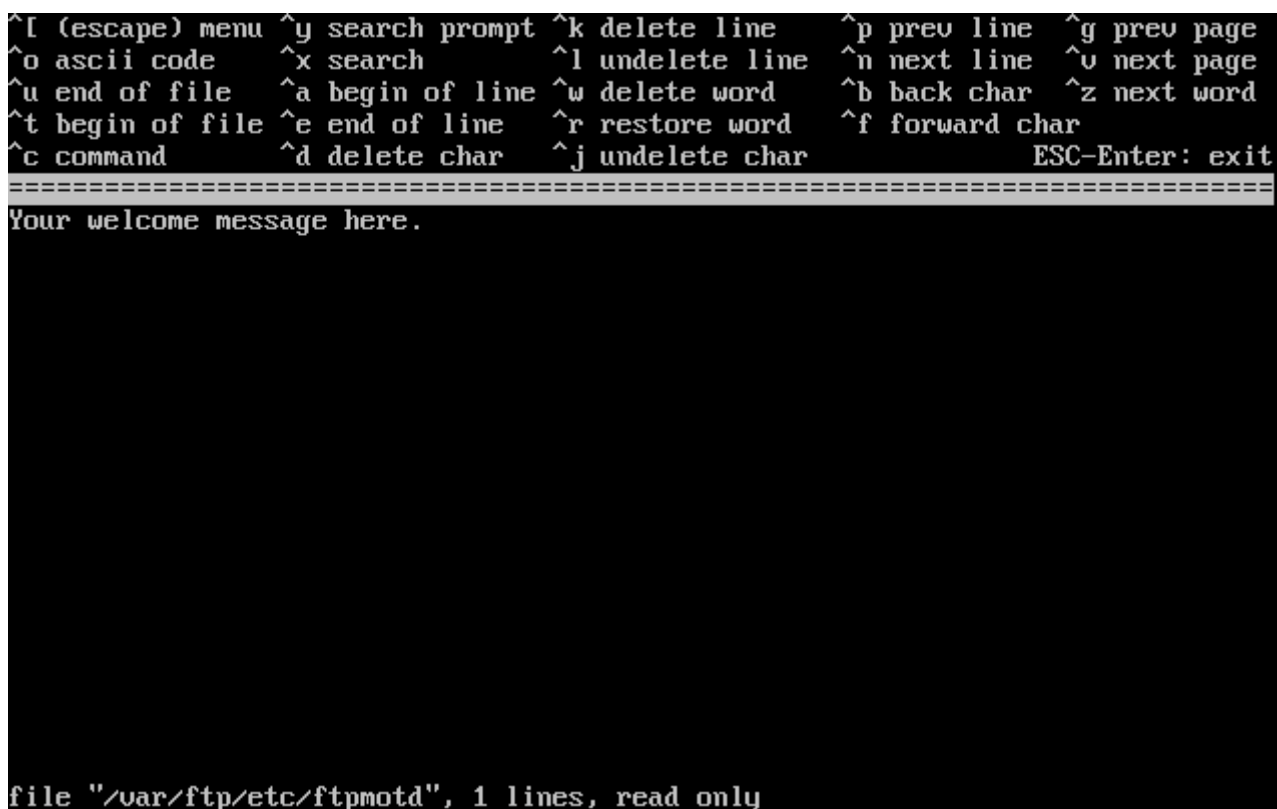 ^[ (escape) menu ^y search prompt ^k delete line ^p prev line ^g prev page
^o ascii code ^x search ^l undelete line ^n next line ^v next page
^u end of file ^a begin of line ^w delete word ^b back char ^z next word
^t begin of file ^e end of line ^r restore word ^f forward char
^c command ^d delete char ^j undelete char ESC-Enter: exit
===============================================================================
Your welcome message here.
file "/var/ftp/etc/ftpmotd", 1 lines, read only